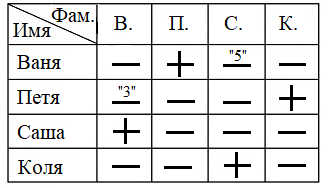 Фам.
Имя В. П. С. К.
Ваня — + "5" — —
Петя "3" — — — +
Саша + — — —
Коля — — + —